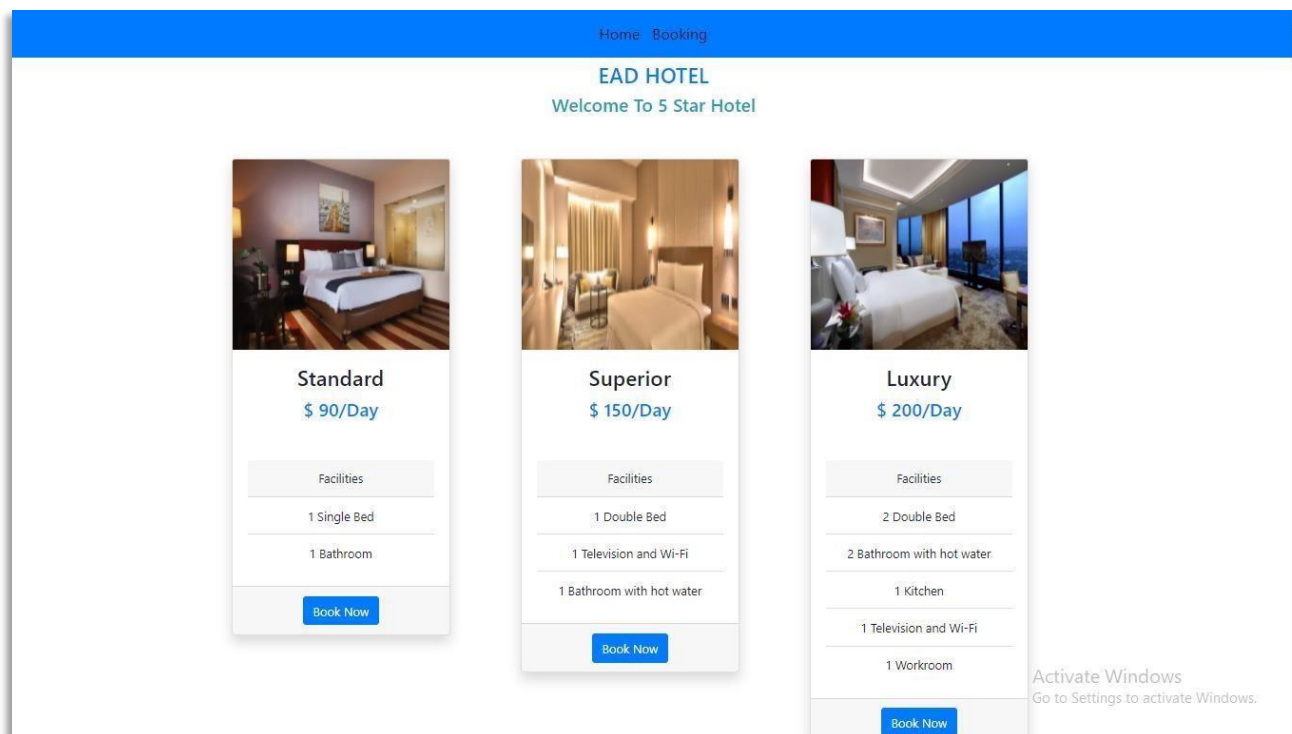 Home Booking
EAD HOTEL
Welcome To 5 Star Hotel
Standard
$ 90/Day
Facilities
1 Single Bed
1 Bathroom
Book Now
Superior
$ 150/Day
Facilities
1 Double Bed
1 Television and Wi-Fi
1 Bathroom with hot water
Book Now
Luxury
$ 200/Day
Facilities
2 Double Bed
2 Bathroom with hot water
1 Kitchen
1 Television and Wi-Fi
1 Workroom
Book Now
Activate Windows
Go to Settings to activate Windows.